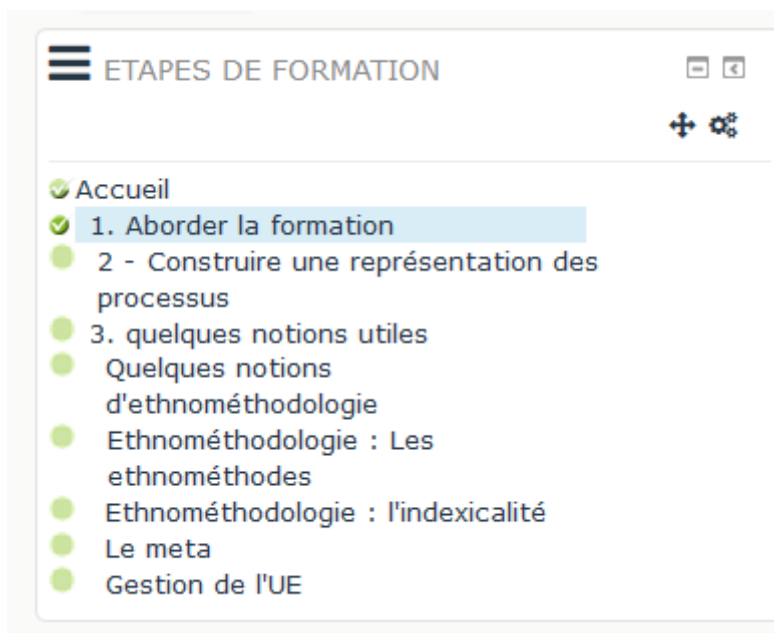 ETAPES DE FORMATION
Accueil
1. Aborder la formation
2 - Construire une représentation des
processus
3. quelques notions utiles
Quelques notions
d'ethnométhodologie
Ethnométhodologie : Les
ethnométhodes
Ethnométhodologie : l'indexicalité
Le meta
Gestion de l'UE